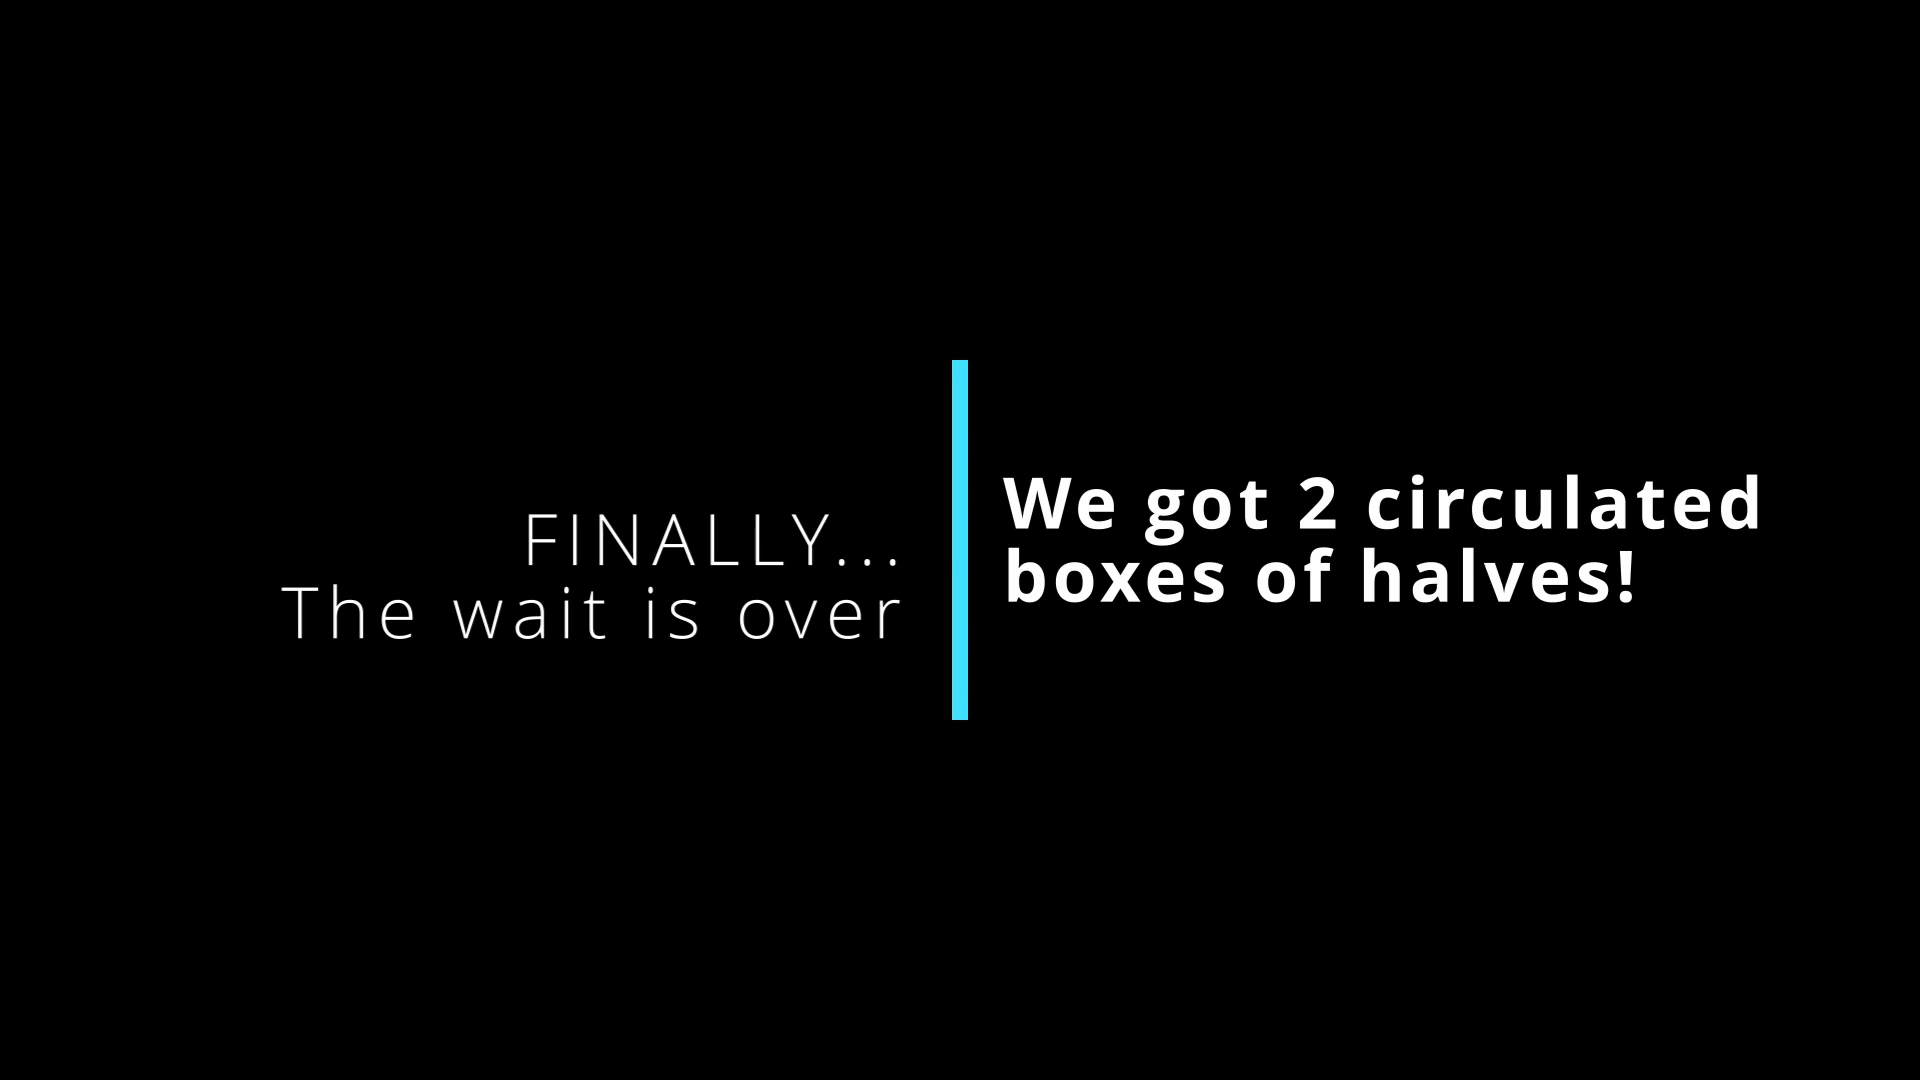 FINALLY...
The wait is over
We got 2 circulated
boxes of halves!